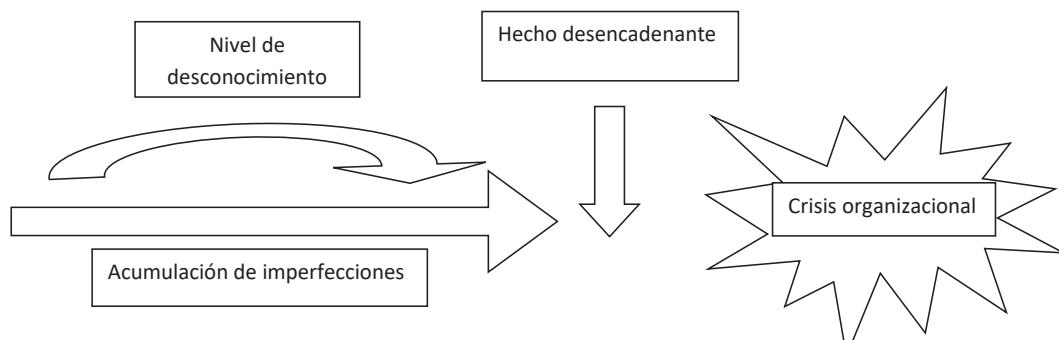 Nivel de
desconocimiento
Hecho desencadenante
Crisis organizacional
Acumulación de imperfecciones